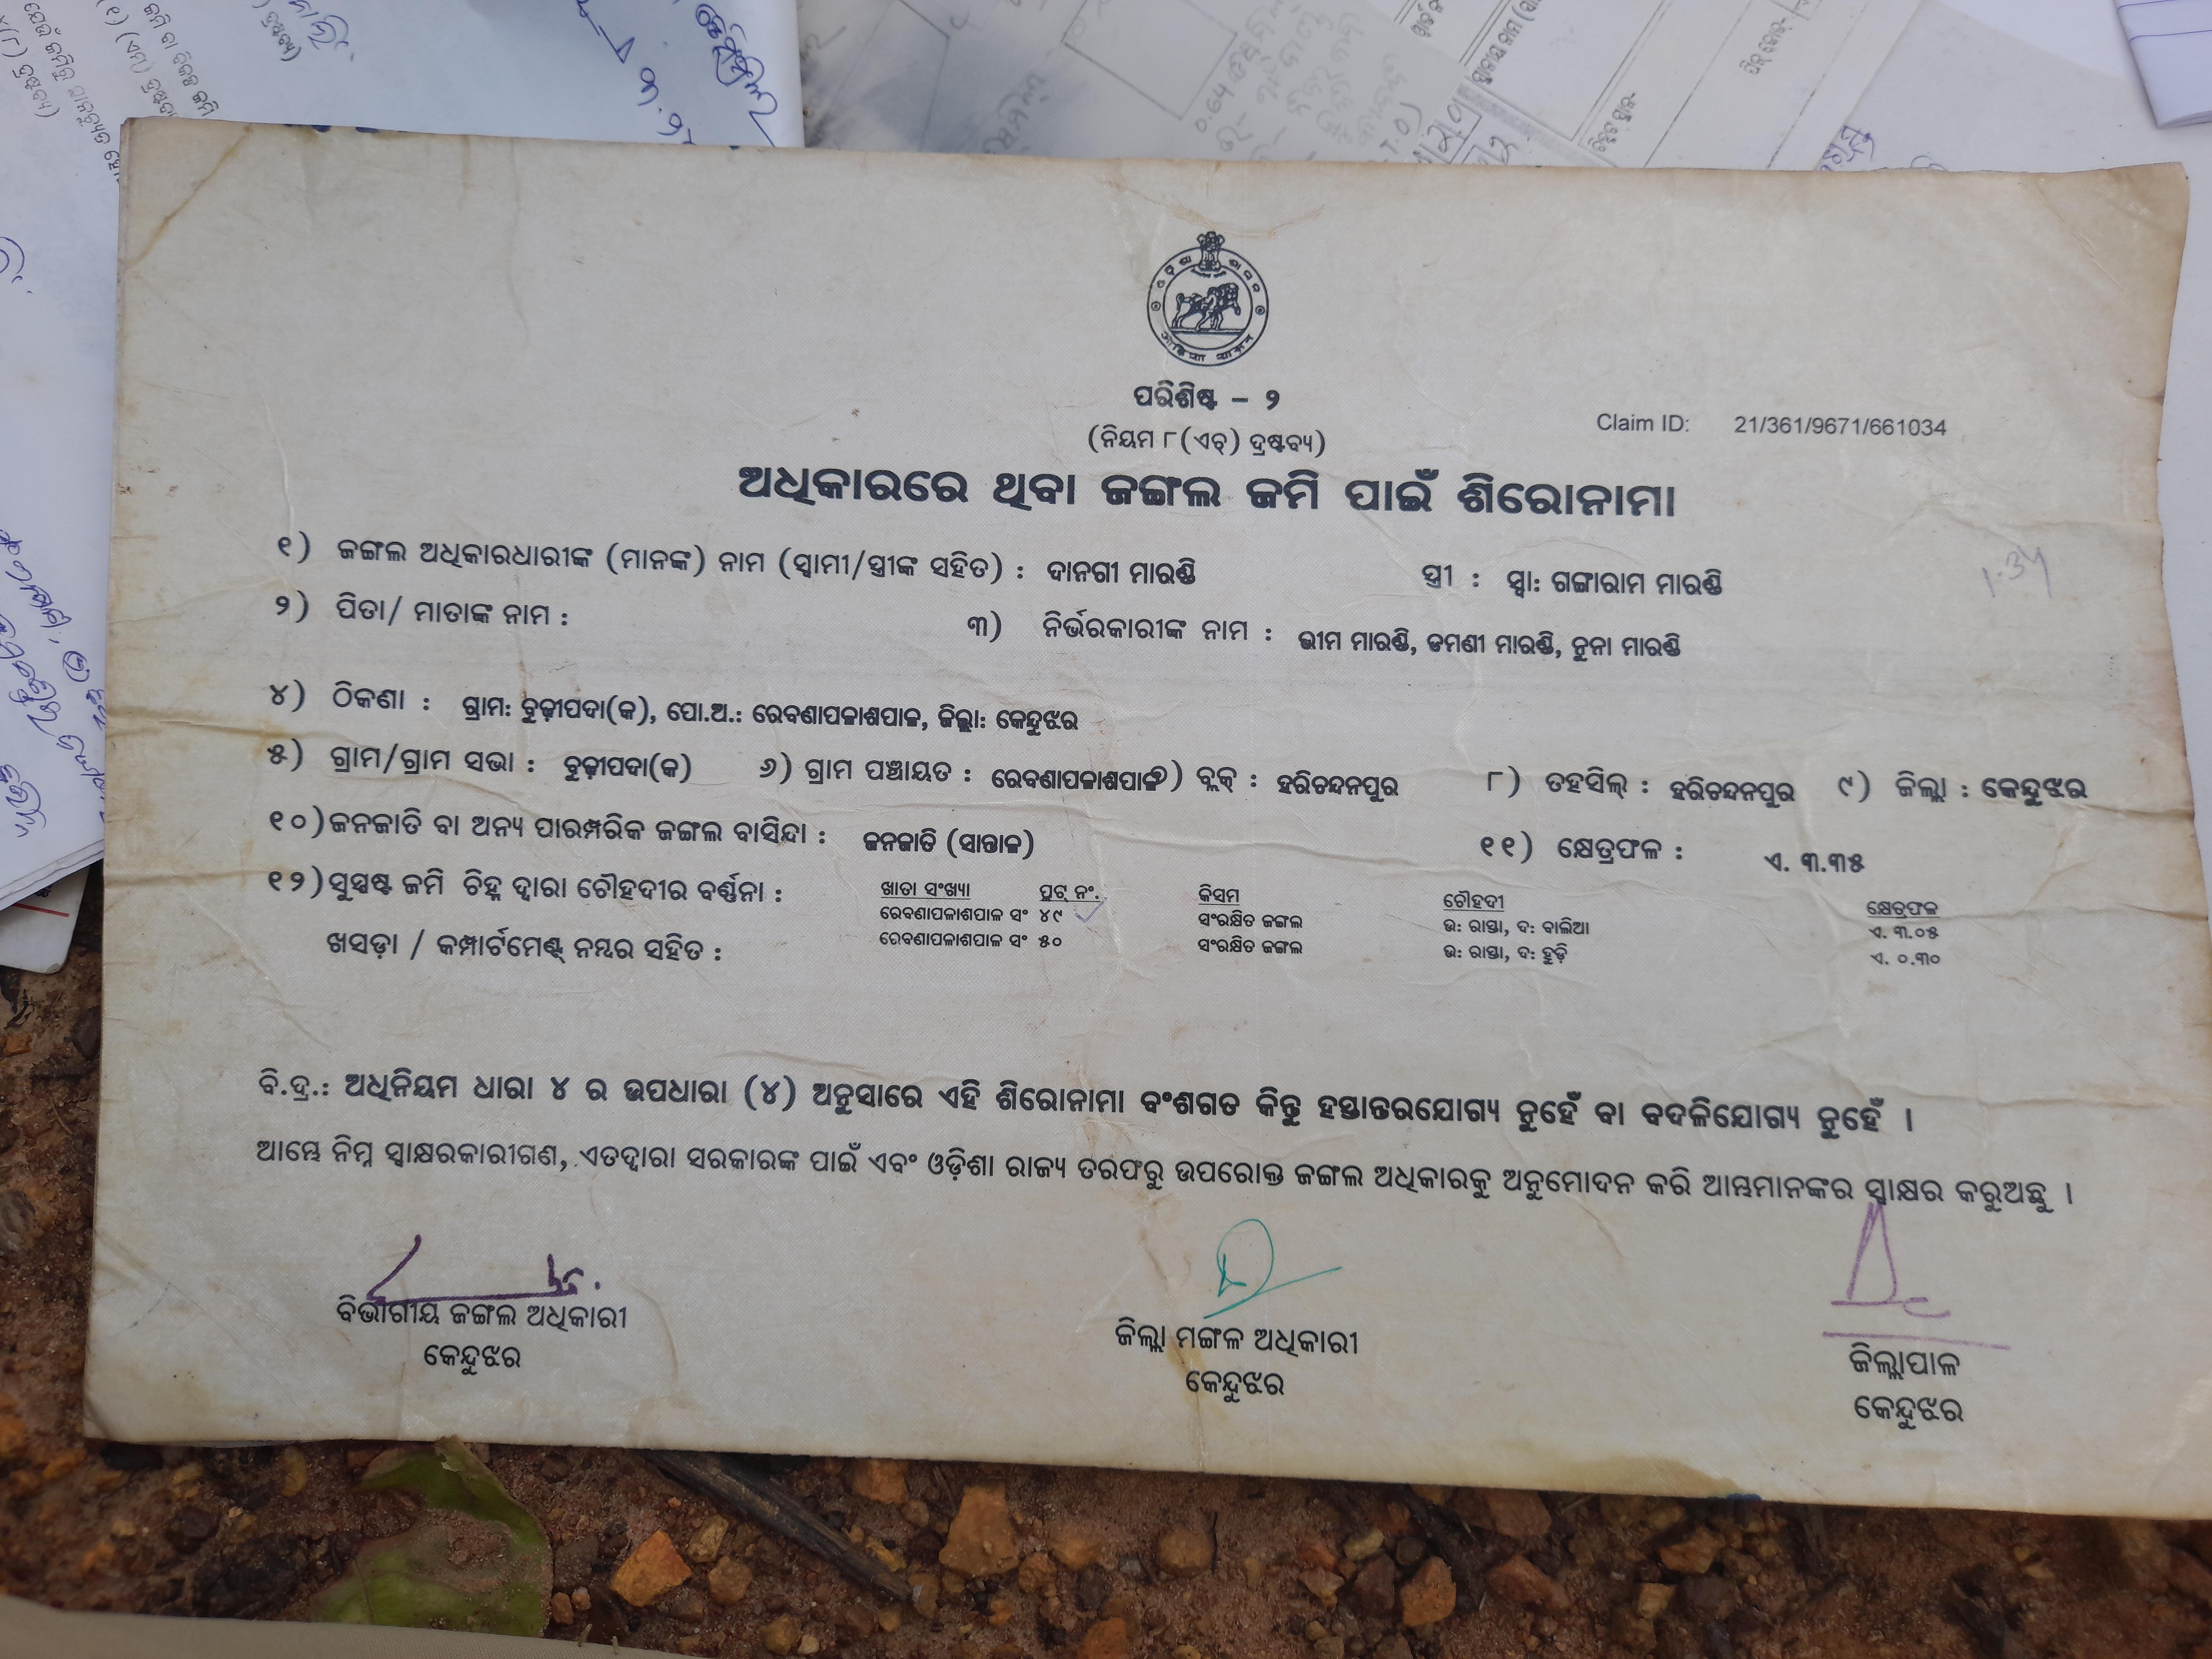 ପରିଶିଷ୍ଟ – ୨
(ନିୟମ ୮(ଏଚ୍) ଦ୍ରଷ୍ଟବ୍ୟ)
Claim ID: 21/361/9671/661034
ଅଧିକାରରେ ଥିବା ଜଙ୍ଗଲ ଜମି ପାଇଁ ଶିରୋନାମା
୧) ଜଙ୍ଗଲ ଅଧିକାରଧାରୀଙ୍କ (ମାନଙ୍କ) ନାମ (ସ୍ୱାମୀ/ସ୍ତ୍ରୀଙ୍କ ସହିତ) : ଦାନଗୀ ମାରଣ୍ଡି ସ୍ତ୍ରୀ : ସ୍ୱା: ଗଙ୍ଗାରାମ ମାରଣ୍ଡି
୨) ପିତା/ ମାତାଙ୍କ ନାମ : ୩) ନିର୍ଭରକାରୀଙ୍କ ନାମ : ଭୀମ ମାରଣ୍ଡି, ଡମଣୀ ମାରଣ୍ଡି, ନୁନା ମାରଣ୍ଡି
୪) ଠିକଣା : ଗ୍ରାମ: ବୁଢ଼ୀପଦା(କ), ପୋ.ଅ.: ରେବଣାପଳାଶପାଳ, ଜିଲ୍ଲା: କେନ୍ଦୁଝର
୫) ଗ୍ରାମ/ଗ୍ରାମ ସଭା : ବୁଢ଼ୀପଦା(କ) ୬) ଗ୍ରାମ ପଞ୍ଚାୟତ : ରେବଣାପଳାଶପାଳ ୭) ବ୍ଲକ୍ : ହରିଚନ୍ଦନପୁର ୮) ତହସିଲ୍ : ହରିଚନ୍ଦନପୁର ୯) ଜିଲ୍ଲା : କେନ୍ଦୁଝର
୧୦) ଜନଜାତି ବା ଅନ୍ୟ ପାରମ୍ପରିକ ଜଙ୍ଗଲ ବାସିନ୍ଦା : ଜନଜାତି (ସାନ୍ତାଳ) ୧୧) କ୍ଷେତ୍ରଫଳ : ଏ. ୩.୩୫
୧୨) ସୁସ୍ପଷ୍ଟ ଜମି ଚିହ୍ନ ଦ୍ୱାରା ଚୌହଦୀର ବର୍ଣ୍ଣନା : ଖାତା ସଂଖ୍ୟା ପ୍ଲଟ୍ ନଂ. କିସମ ଚୌହଦୀ କ୍ଷେତ୍ରଫଳ
ରେବଣାପଳାଶପାଳ ସଂ ୪୯ ସଂରକ୍ଷିତ ଜଙ୍ଗଲ ଉ: ରାସ୍ତା, ଦ: ବାଲିଆ ଏ. ୩.୦୫
ଖସଡ଼ା / କମ୍ପାର୍ଟମେଣ୍ଟ୍ ନମ୍ବର ସହିତ : ରେବଣାପଳାଶପାଳ ସଂ ୫୦ ସଂରକ୍ଷିତ ଜଙ୍ଗଲ ଉ: ରାସ୍ତା, ଦ: ହୁଡ଼ି ଏ. ୦.୩୦
ବି.ଦ୍ର.: ଅଧିନିୟମ ଧାରା ୪ ର ଉପଧାରା (୪) ଅନୁସାରେ ଏହି ଶିରୋନାମା ବଂଶଗତ କିନ୍ତୁ ହସ୍ତାନ୍ତରଯୋଗ୍ୟ ନୁହେଁ ବା ବଦଳିଯୋଗ୍ୟ ନୁହେଁ ।
ଆମ୍ଭେ ନିମ୍ନ ସ୍ୱାକ୍ଷରକାରୀଗଣ, ଏତଦ୍ୱାରା ସରକାରଙ୍କ ପାଇଁ ଏବଂ ଓଡ଼ିଶା ରାଜ୍ୟ ତରଫରୁ ଉପରୋକ୍ତ ଜଙ୍ଗଲ ଅଧିକାରକୁ ଅନୁମୋଦନ କରି ଆମ୍ଭମାନଙ୍କର ସ୍ୱାକ୍ଷର କରୁଅଛୁ ।
ବିଭାଗୀୟ ଜଙ୍ଗଲ ଅଧିକାରୀ
କେନ୍ଦୁଝର
ଜିଲ୍ଲା ମଙ୍ଗଳ ଅଧିକାରୀ
କେନ୍ଦୁଝର
ଜିଲ୍ଲାପାଳ
କେନ୍ଦୁଝର